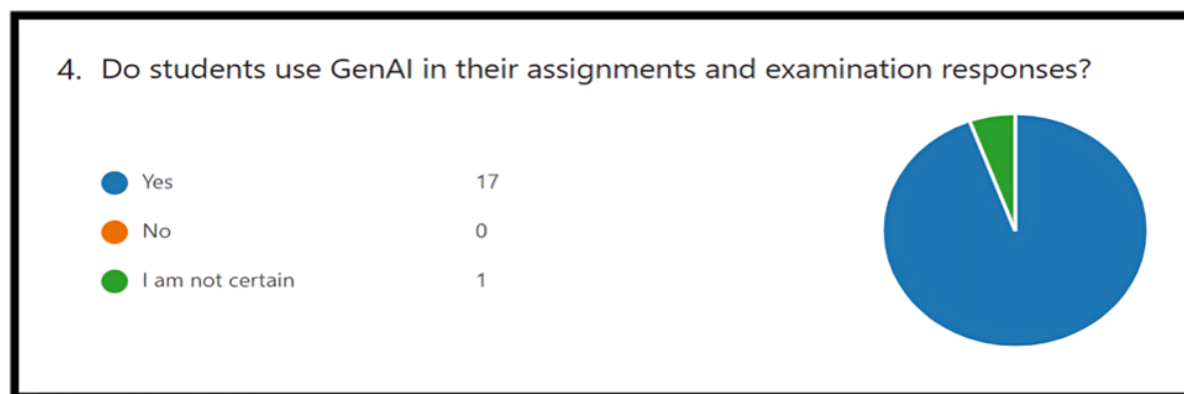 4. Do students use GenAI in their assignments and examination responses?
Yes 17
No 0
I am not certain 1